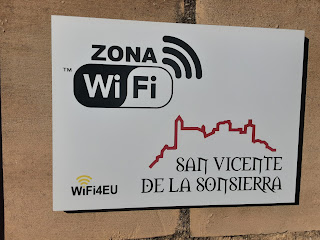 ZONA
™ WiFi
SAN VICENTE
DE LA SONSIERRA
WiFi4EU